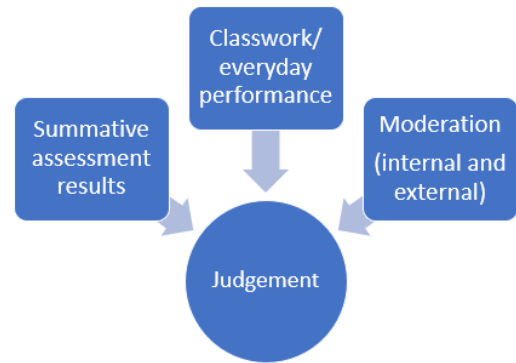 Classwork/
everyday
performance
Summative
assessment
results
Moderation
(internal and
external)
Judgement